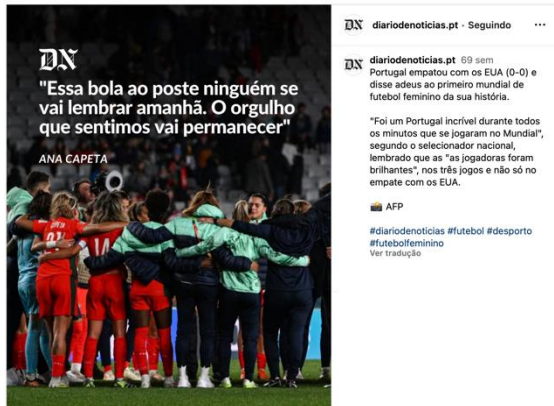 DN
"Essa bola ao poste ninguém se
vai lembrar amanhã. O orgulho
que sentimos vai permanecer"
ANA CAPETA
DN diariodenoticias.pt · Seguindo ...
DN diariodenoticias.pt 69 sem
Portugal empatou com os EUA (0-0) e
disse adeus ao primeiro mundial de
futebol feminino da sua história.
"Foi um Portugal incrível durante todos
os minutos que se jogaram no Mundial",
segundo o selecionador nacional,
lembrado que as "as jogadoras foram
brilhantes", nos três jogos e não só no
empate com os EUA.
📸 AFP
#diariodenoticias #futebol #desporto
#futebolfeminino
Ver tradução